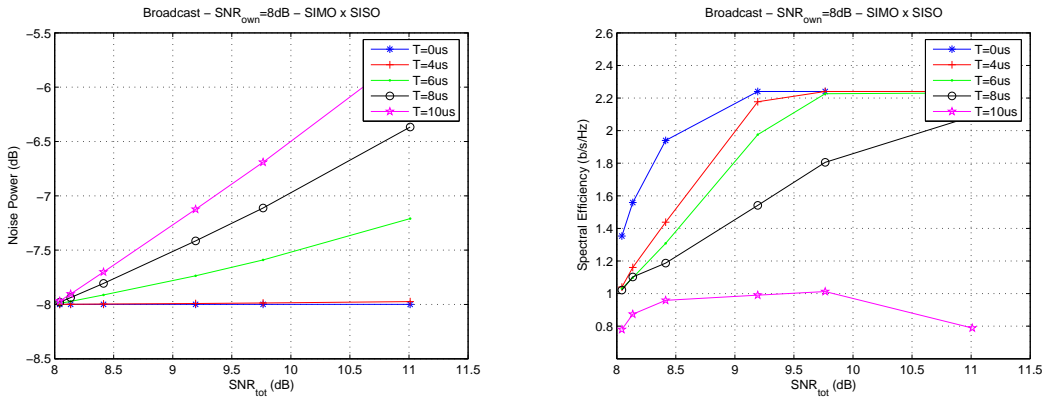 Broadcast – SNRown=8dB – SIMO x SISO
−5.5
−6
−6.5
−7
−7.5
−8
−8.5
Noise Power (dB)
T=0us
T=4us
T=6us
T=8us
T=10us
8
8.5
9
9.5
10
10.5
11
11.5
SNRtot (dB)
Broadcast – SNRown=8dB – SIMO x SISO
2.6
2.4
2.2
2
1.8
1.6
1.4
1.2
1
0.8
Spectral Efficiency (b/s/Hz)
T=0us
T=4us
T=6us
T=8us
T=10us
8
8.5
9
9.5
10
10.5
11
11.5
SNRtot (dB)